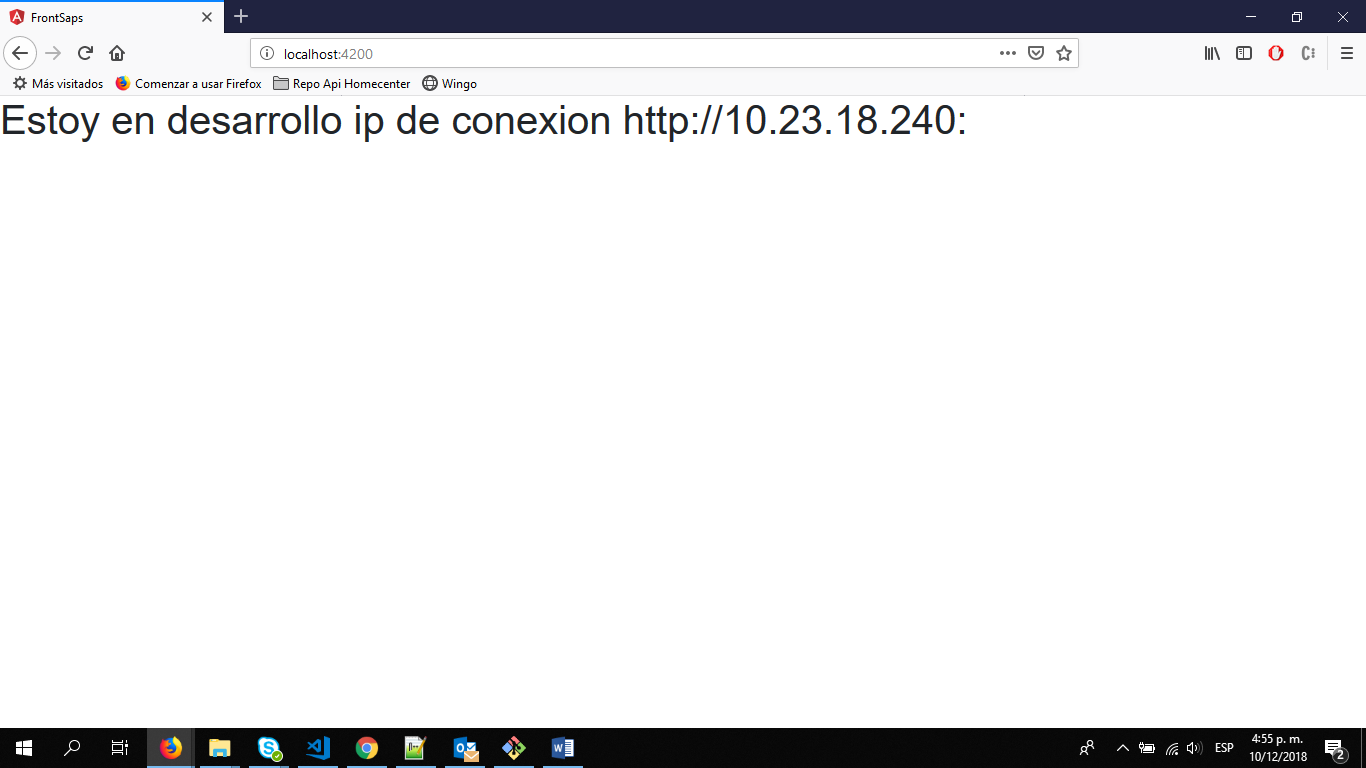 FrontSaps
localhost:4200
Más visitados
Comenzar a usar Firefox
Repo Api Homecenter
Wingo
Estoy en desarrollo ip de conexion http://10.23.18.240:
ESP
4:55 p. m.
10/12/2018
2